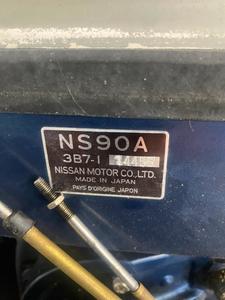 NS90A
3B7-1
NISSAN MOTOR CO., LTD.
MADE IN JAPAN
PAYS D'ORIGINE JAPON